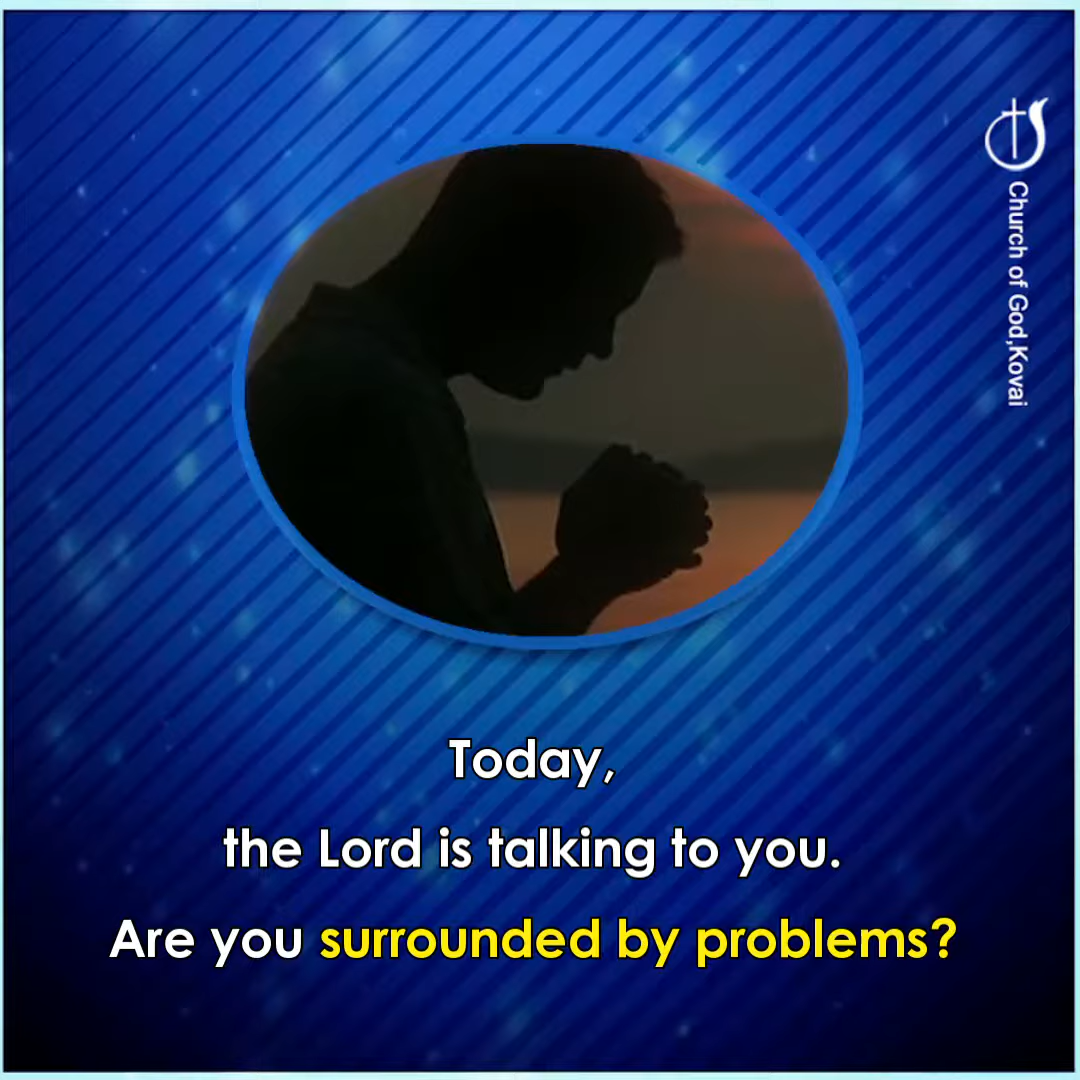 Church of God,Kovai
Today,
the Lord is talking to you.
Are you surrounded by problems?